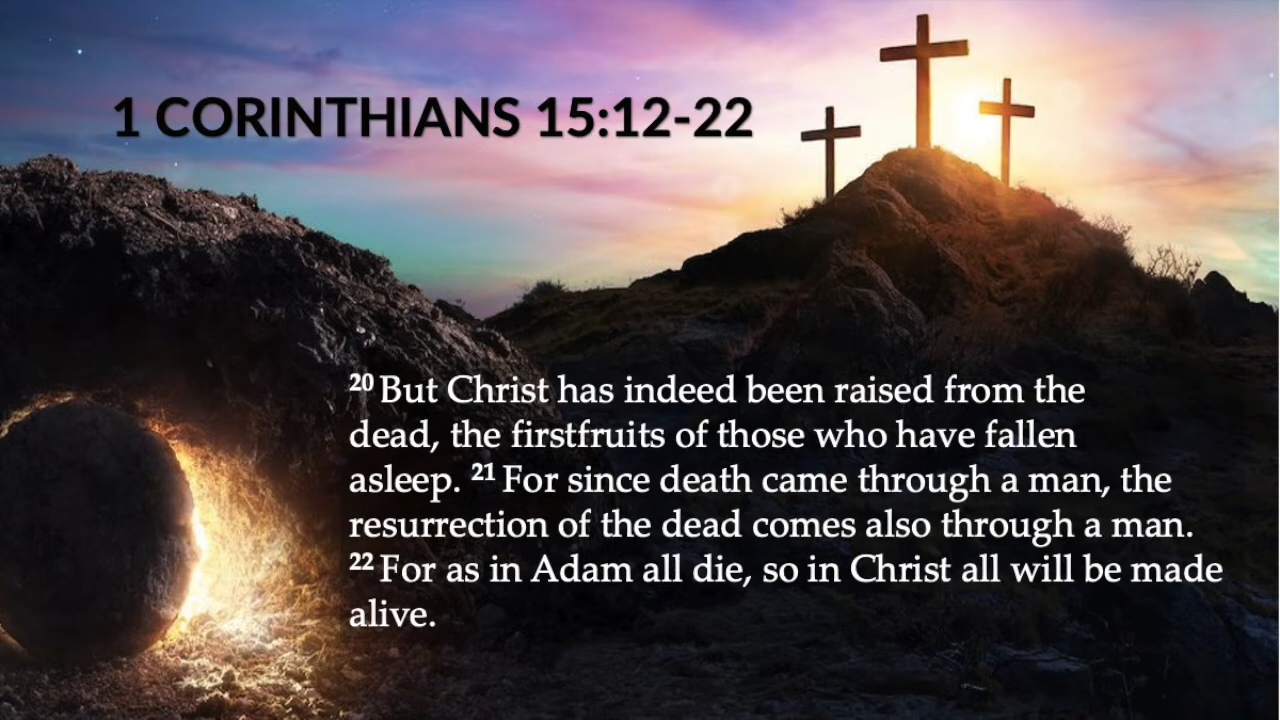 1 CORINTHIANS 15:12-22
20 But Christ has indeed been raised from the
dead, the firstfruits of those who have fallen
asleep. 21 For since death came through a man, the
resurrection of the dead comes also through a man.
22 For as in Adam all die, so in Christ all will be made
alive.